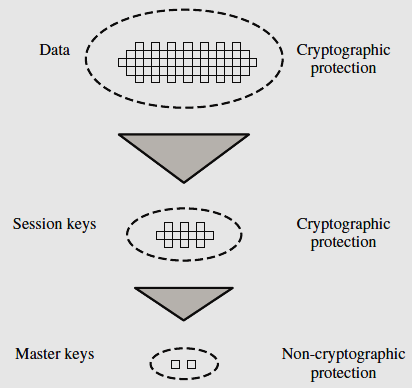 Data
Cryptographic
protection
Session keys
Cryptographic
protection
Master keys
Non-cryptographic
protection